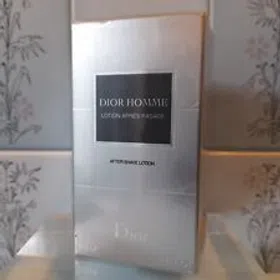 DIOR HOMME
LOTION APRÈS-RASAGE
AFTER-SHAVE LOTION
Dior